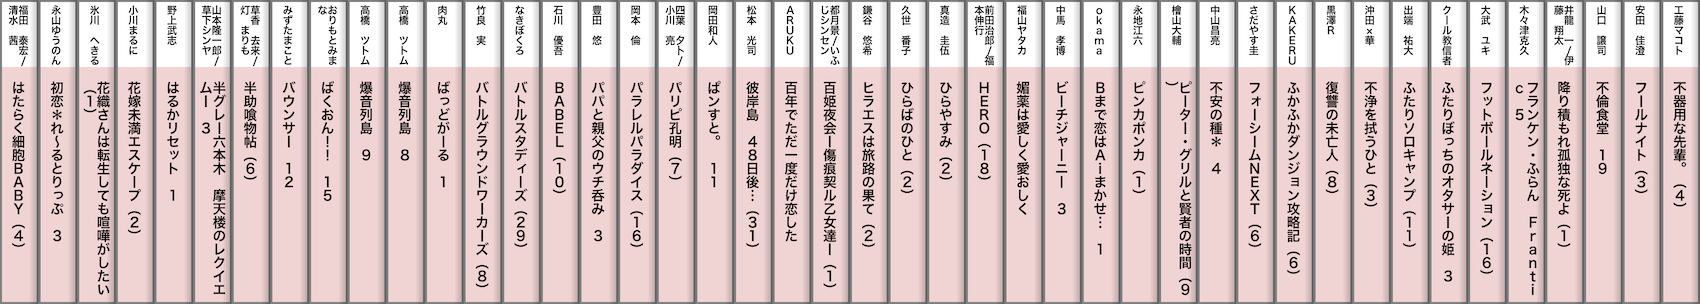 工藤マコト
不器用な先輩。 (4)
安田 佳澄
フールナイト (3)
山口 譲司
不倫食堂 19
井龍 一/伊
藤 翔太
降り積もれ孤独な死よ (1)
木々津克久
フランケン・ふらん Franti
c 5
大武 ユキ
フットボールネーション (16)
クール教信者
ふたりぼっちのオタサーの姫 3
出端 祐大
ふたりソロキャンプ (11)
沖田×華
不浄を拭うひと (3)
黒澤R
復讐の未亡人 (8)
KAKERU
ふかふかダンジョン攻略記 (6)
さだやす圭
フォーシームNEXT (6)
中山昌亮
不安の種* 4
檜山大輔
ピーター・グリルと賢者の時間 (9
)
永地江六
ピンカポンカ (1)
okama
Bまで恋はAiまかせ… 1
中馬 孝博
ビーチジャーニー 3
福山ヤタカ
媚薬は愛しく愛おしく
前田治郎/福
本伸行
HERO (18)
真造 圭伍
ひらやすみ (2)
久世 番子
ひらばのひと (2)
鎌谷 悠希
ヒラエスは旅路の果て (2)
都月景/いふ
じシンセン
百姫夜会ー傷痕契ル乙女達ー (1)
ARUKU
百年でただ一度だけ恋した
松本 光司
彼岸島 48日後… (31)
岡田和人
ぱンすと。 11
四葉 夕ト/
小川 亮
パリピ孔明 (7)
岡本 倫
パラレルパラダイス (16)
豊田 悠
パパと親父のウチ呑み 3
石川 優吾
BABEL (10)
なきぼくろ
バトルスタディーズ (29)
竹良 実
バトルグラウンドワーカーズ (8)
肉丸
ばっどがーる 1
高橋 ツトム
爆音列島 8
高橋 ツトム
爆音列島 9
おりもとみま
な
ばくおん!! 15
みずたまこと
バウンサー 12
草香 去来/
灯 まりも
半助喰物帖 (6)
山本隆一郎/
草下シンヤ
半グレー六本木 摩天楼のレクイエ
ムー 3
野上武志
はるかリセット 1
小川まるに
花嫁未満エスケープ (2)
氷川 へきる
花織さんは転生しても喧嘩がしたい
(1)
永山ゆうのん
初恋*れ〜るとりっぷ 3
福田 泰宏/
清水 茜
はたらく細胞BABY (4)